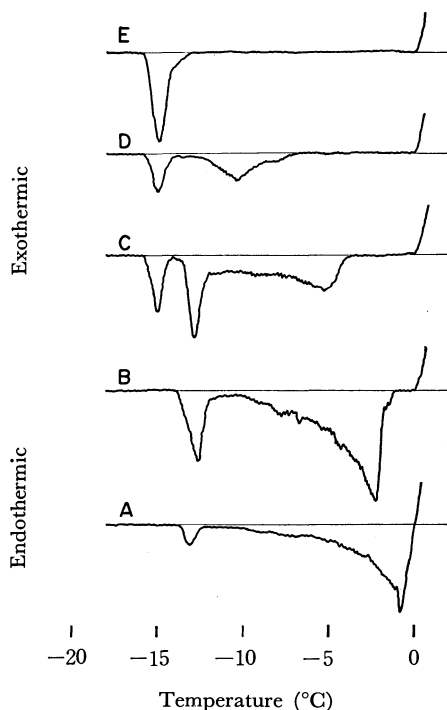 E
D
C
B
A
Exothermic
Endothermic
−20
−15
−10
−5
0
Temperature (°C)